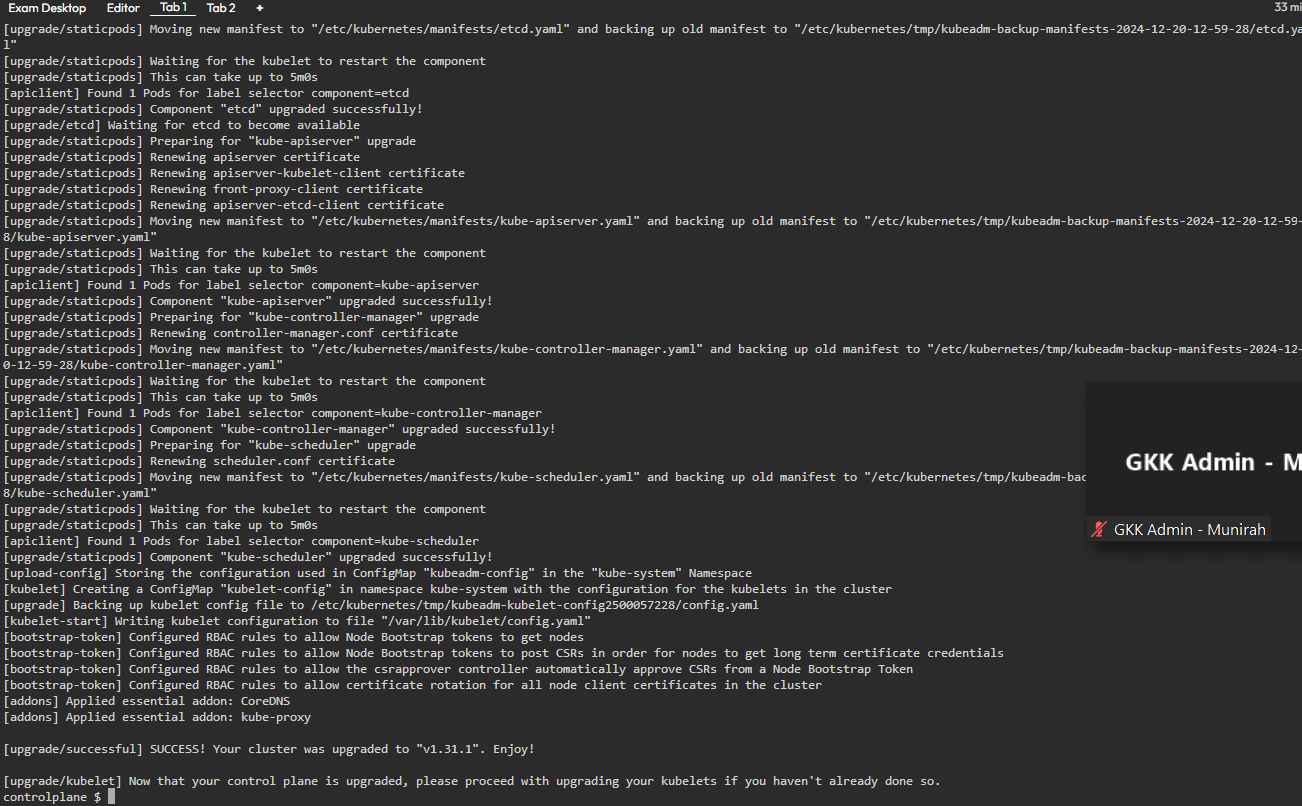 Exam Desktop Editor Tab 1 Tab 2 + 33 mi
[upgrade/staticpods] Moving new manifest to "/etc/kubernetes/manifests/etcd.yaml" and backing up old manifest to "/etc/kubernetes/tmp/kubeadm-backup-manifests-2024-12-20-12-59-28/etcd.ya
l"
[upgrade/staticpods] Waiting for the kubelet to restart the component
[upgrade/staticpods] This can take up to 5m0s
[apiclient] Found 1 Pods for label selector component=etcd
[upgrade/staticpods] Component "etcd" upgraded successfully!
[upgrade/etcd] Waiting for etcd to become available
[upgrade/staticpods] Preparing for "kube-apiserver" upgrade
[upgrade/staticpods] Renewing apiserver certificate
[upgrade/staticpods] Renewing apiserver-kubelet-client certificate
[upgrade/staticpods] Renewing front-proxy-client certificate
[upgrade/staticpods] Renewing apiserver-etcd-client certificate
[upgrade/staticpods] Moving new manifest to "/etc/kubernetes/manifests/kube-apiserver.yaml" and backing up old manifest to "/etc/kubernetes/tmp/kubeadm-backup-manifests-2024-12-20-12-59-
8/kube-apiserver.yaml"
[upgrade/staticpods] Waiting for the kubelet to restart the component
[upgrade/staticpods] This can take up to 5m0s
[apiclient] Found 1 Pods for label selector component=kube-apiserver
[upgrade/staticpods] Component "kube-apiserver" upgraded successfully!
[upgrade/staticpods] Preparing for "kube-controller-manager" upgrade
[upgrade/staticpods] Renewing controller-manager.conf certificate
[upgrade/staticpods] Moving new manifest to "/etc/kubernetes/manifests/kube-controller-manager.yaml" and backing up old manifest to "/etc/kubernetes/tmp/kubeadm-backup-manifests-2024-12-
0-12-59-28/kube-controller-manager.yaml"
[upgrade/staticpods] Waiting for the kubelet to restart the component
[upgrade/staticpods] This can take up to 5m0s
[apiclient] Found 1 Pods for label selector component=kube-controller-manager
[upgrade/staticpods] Component "kube-controller-manager" upgraded successfully!
[upgrade/staticpods] Preparing for "kube-scheduler" upgrade
[upgrade/staticpods] Renewing scheduler.conf certificate
[upgrade/staticpods] Moving new manifest to "/etc/kubernetes/manifests/kube-scheduler.yaml" and backing up old manifest to "/etc/kubernetes/tmp/kubeadm-bac
8/kube-scheduler.yaml"
[upgrade/staticpods] Waiting for the kubelet to restart the component
[upgrade/staticpods] This can take up to 5m0s
[apiclient] Found 1 Pods for label selector component=kube-scheduler
[upgrade/staticpods] Component "kube-scheduler" upgraded successfully!
[upload-config] Storing the configuration used in ConfigMap "kubeadm-config" in the "kube-system" Namespace
[kubelet] Creating a ConfigMap "kubelet-config" in namespace kube-system with the configuration for the kubelets in the cluster
[upgrade] Backing up kubelet config file to /etc/kubernetes/tmp/kubeadm-kubelet-config2500057228/config.yaml
[kubelet-start] Writing kubelet configuration to file "/var/lib/kubelet/config.yaml"
[bootstrap-token] Configured RBAC rules to allow Node Bootstrap tokens to get nodes
[bootstrap-token] Configured RBAC rules to allow Node Bootstrap tokens to post CSRs in order for nodes to get long term certificate credentials
[bootstrap-token] Configured RBAC rules to allow the csrapprover controller automatically approve CSRs from a Node Bootstrap Token
[bootstrap-token] Configured RBAC rules to allow certificate rotation for all node client certificates in the cluster
[addons] Applied essential addon: CoreDNS
[addons] Applied essential addon: kube-proxy
[upgrade/successful] SUCCESS! Your cluster was upgraded to "v1.31.1". Enjoy!
[upgrade/kubelet] Now that your control plane is upgraded, please proceed with upgrading your kubelets if you haven't already done so.
controlplane $
GKK Admin - M
GKK Admin - Munirah